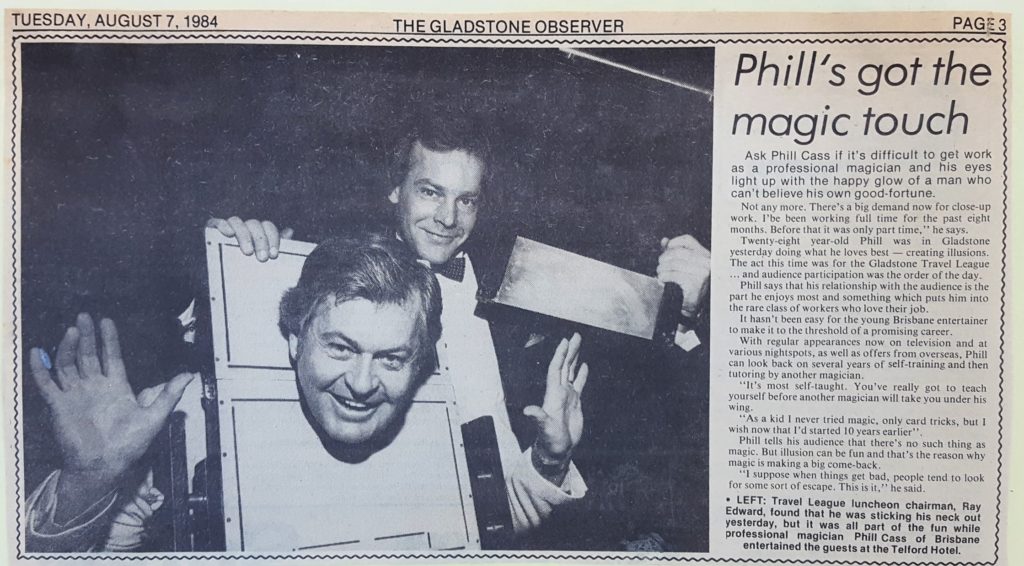 TUESDAY, AUGUST 7, 1984
THE GLADSTONE OBSERVER
PAGE 3
Phill's got the
magic touch
Ask Phill Cass if it's difficult to get work
as a professional magician and his eyes
light up with the happy glow of a man who
can't believe his own good-fortune.
Not any more. There's a big demand now for close-up
work. I'be been working full time for the past eight
months. Before that it was only part time,'' he says.
Twenty-eight year-old Phill was in Gladstone
yesterday doing what he loves best — creating illusions.
The act this time was for the Gladstone Travel League
... and audience participation was the order of the day.
Phill says that his relationship with the audience is the
part he enjoys most and something which puts him into
the rare class of workers who love their job.
It hasn't been easy for the young Brisbane entertainer
to make it to the threshold of a promising career.
With regular appearances now on television and at
various nightspots, as well as offers from overseas, Phill
can look back on several years of self-training and then
tutoring by another magician.
''It's most self-taught. You've really got to teach
yourself before another magician will take you under his
wing.
''As a kid I never tried magic, only card tricks, but I
wish now that I'd started 10 years earlier''.
Phill tells his audience that there's no such thing as
magic. But illusion can be fun and that's the reason why
magic is making a big come-back.
''I suppose when things get bad, people tend to look
for some sort of escape. This is it,'' he said.
• LEFT: Travel League luncheon chairman, Ray
Edward, found that he was sticking his neck out
yesterday, but it was all part of the fun while
professional magician Phill Cass of Brisbane
entertained the guests at the Telford Hotel.